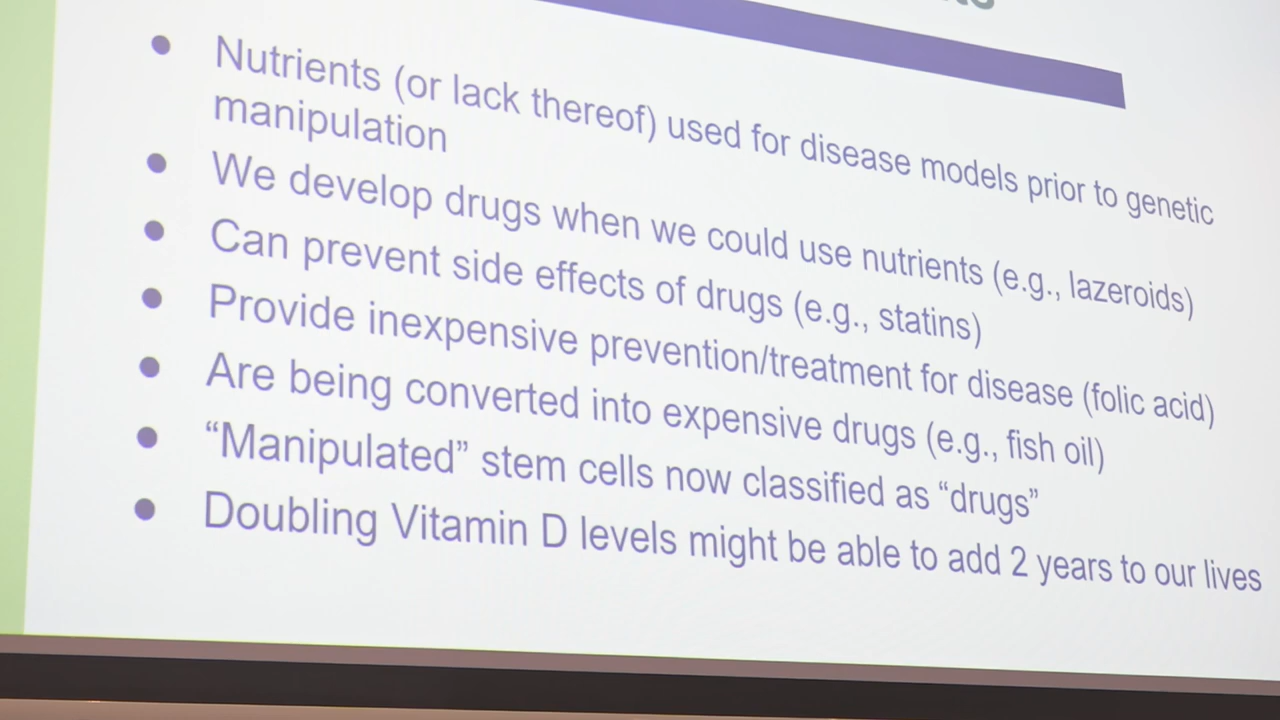 • Nutrients (or lack thereof) used for disease models prior to genetic
manipulation
• We develop drugs when we could use nutrients (e.g., lazeroids)
• Can prevent side effects of drugs (e.g., statins)
• Provide inexpensive prevention/treatment for disease (folic acid)
• Are being converted into expensive drugs (e.g., fish oil)
• “Manipulated” stem cells now classified as “drugs”
• Doubling Vitamin D levels might be able to add 2 years to our lives